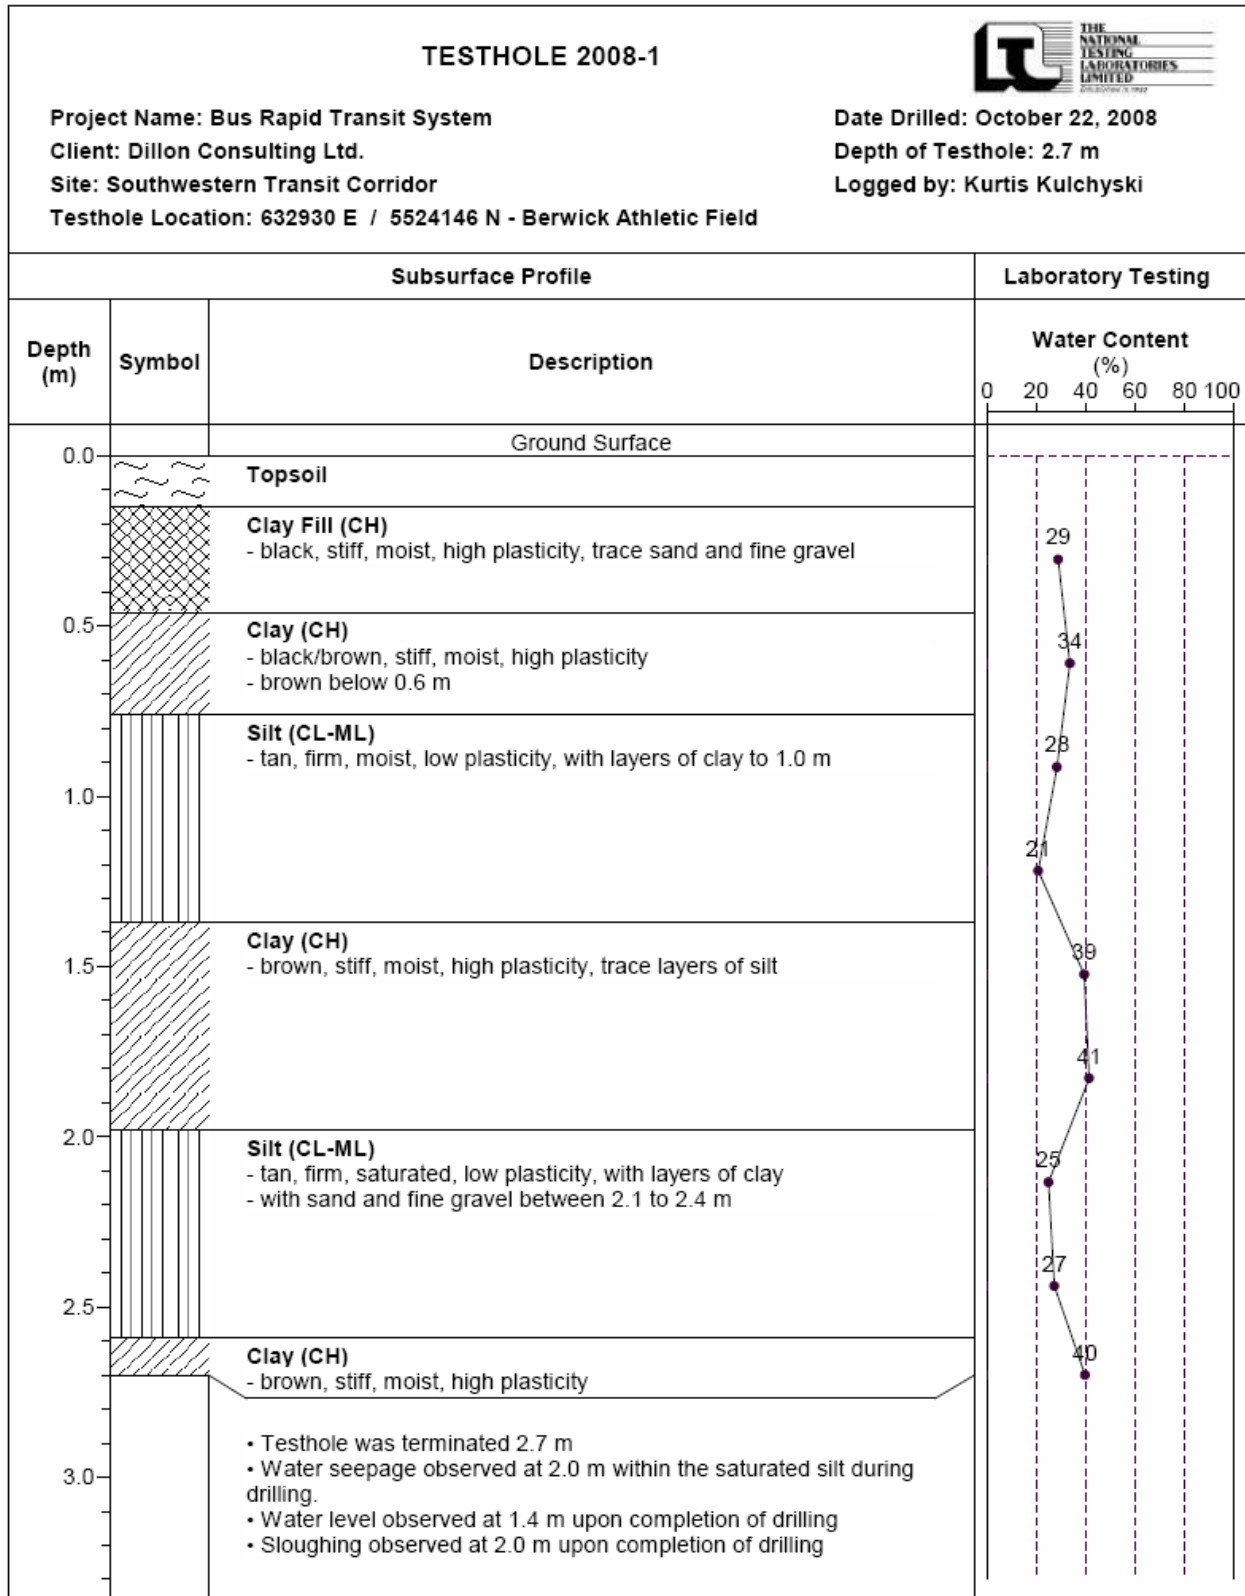 TESTHOLE 2008-1
THE
NATIONAL
TESTING
LABORATORIES
LIMITED
Project Name: Bus Rapid Transit System
Date Drilled: October 22, 2008
Client: Dillon Consulting Ltd.
Depth of Testhole: 2.7 m
Site: Southwestern Transit Corridor
Logged by: Kurtis Kulchyski
Testhole Location: 632930 E / 5524146 N - Berwick Athletic Field
Subsurface Profile
Laboratory Testing
Depth
(m)
Symbol
Description
Water Content
(%)
0 20 40 60 80 100
Ground Surface
0.0
Topsoil
Clay Fill (CH)
- black, stiff, moist, high plasticity, trace sand and fine gravel
29
0.5
Clay (CH)
- black/brown, stiff, moist, high plasticity
- brown below 0.6 m
34
Silt (CL-ML)
- tan, firm, moist, low plasticity, with layers of clay to 1.0 m
28
1.0
21
Clay (CH)
- brown, stiff, moist, high plasticity, trace layers of silt
39
1.5
41
2.0
Silt (CL-ML)
- tan, firm, saturated, low plasticity, with layers of clay
- with sand and fine gravel between 2.1 to 2.4 m
25
27
2.5
Clay (CH)
- brown, stiff, moist, high plasticity
40
• Testhole was terminated 2.7 m
• Water seepage observed at 2.0 m within the saturated silt during
drilling.
• Water level observed at 1.4 m upon completion of drilling
• Sloughing observed at 2.0 m upon completion of drilling
3.0